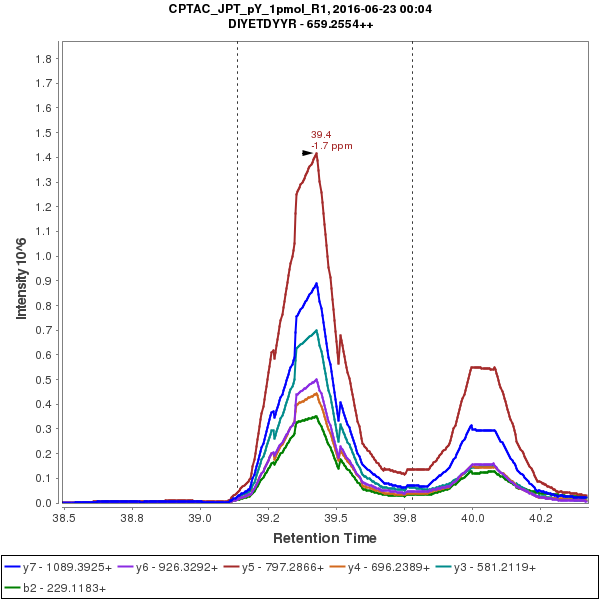 CPTAC_JPT_pY_1pmol_R1, 2016-06-23 00:04
DIYETDYYR - 659.2554++
39.4
-1.7 ppm
1.8
1.7
1.6
1.5
1.4
1.3
1.2
1.1
1.0
0.9
0.8
0.7
0.6
0.5
0.4
0.3
0.2
0.1
0.0
Intensity 10^6
38.5 38.8 39.0 39.2 39.5 39.8 40.0 40.2
Retention Time
y7 - 1089.3925+ y6 - 926.3292+ y5 - 797.2866+ y4 - 696.2389+ y3 - 581.2119+
b2 - 229.1183+